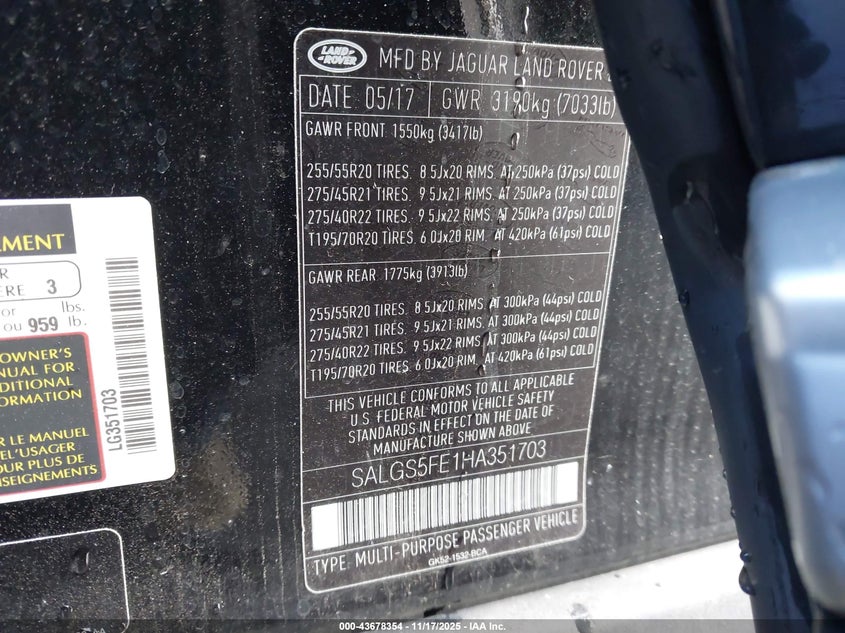 LAND-
ROVER
MFD BY JAGUAR LAND ROVER
DATE 05/17 GWR 3190kg (7033lb)
GAWR FRONT 1550kg (3417lb)
255/55R20 TIRES. 8 5Jx20 RIMS. AT 250kPa (37psi) COLD
275/45R21 TIRES. 9 5Jx21 RIMS. AT 250kPa (37psi) COLD
275/40R22 TIRES. 9 5Jx22 RIMS. AT 250kPa (37psi) COLD
T195/70R20 TIRES. 6 0Jx20 RIM. AT 420kPa (61psi) COLD
GAWR REAR 1775kg (3913lb)
255/55R20 TIRES. 8 5Jx20 RIMS. AT 300kPa (44psi) COLD
275/45R21 TIRES. 9 5Jx21 RIMS. AT 300kPa (44psi) COLD
275/40R22 TIRES. 9 5Jx22 RIMS. AT 300kPa (44psi) COLD
T195/70R20 TIRES. 6 0Jx20 RIM. AT 420kPa (61psi) COLD
THIS VEHICLE CONFORMS TO ALL APPLICABLE
U.S. FEDERAL MOTOR VEHICLE SAFETY
STANDARDS IN EFFECT ON THE DATE OF
MANUFACTURE SHOWN ABOVE
SALGS5FE1HA351703
TYPE: MULTI-PURPOSE PASSENGER VEHICLE
GK52-1532-BCA
LEMENT
R
ERE 3
or lbs.
ou 959 lb.
OWNER'S
NUAL FOR
DITIONAL
ORMATION
R LE MANUEL
L'USAGER
UR PLUS DE
SEIGNEMENTS
LG351703
000-43678354 - 11/17/2025 - IAA Inc.